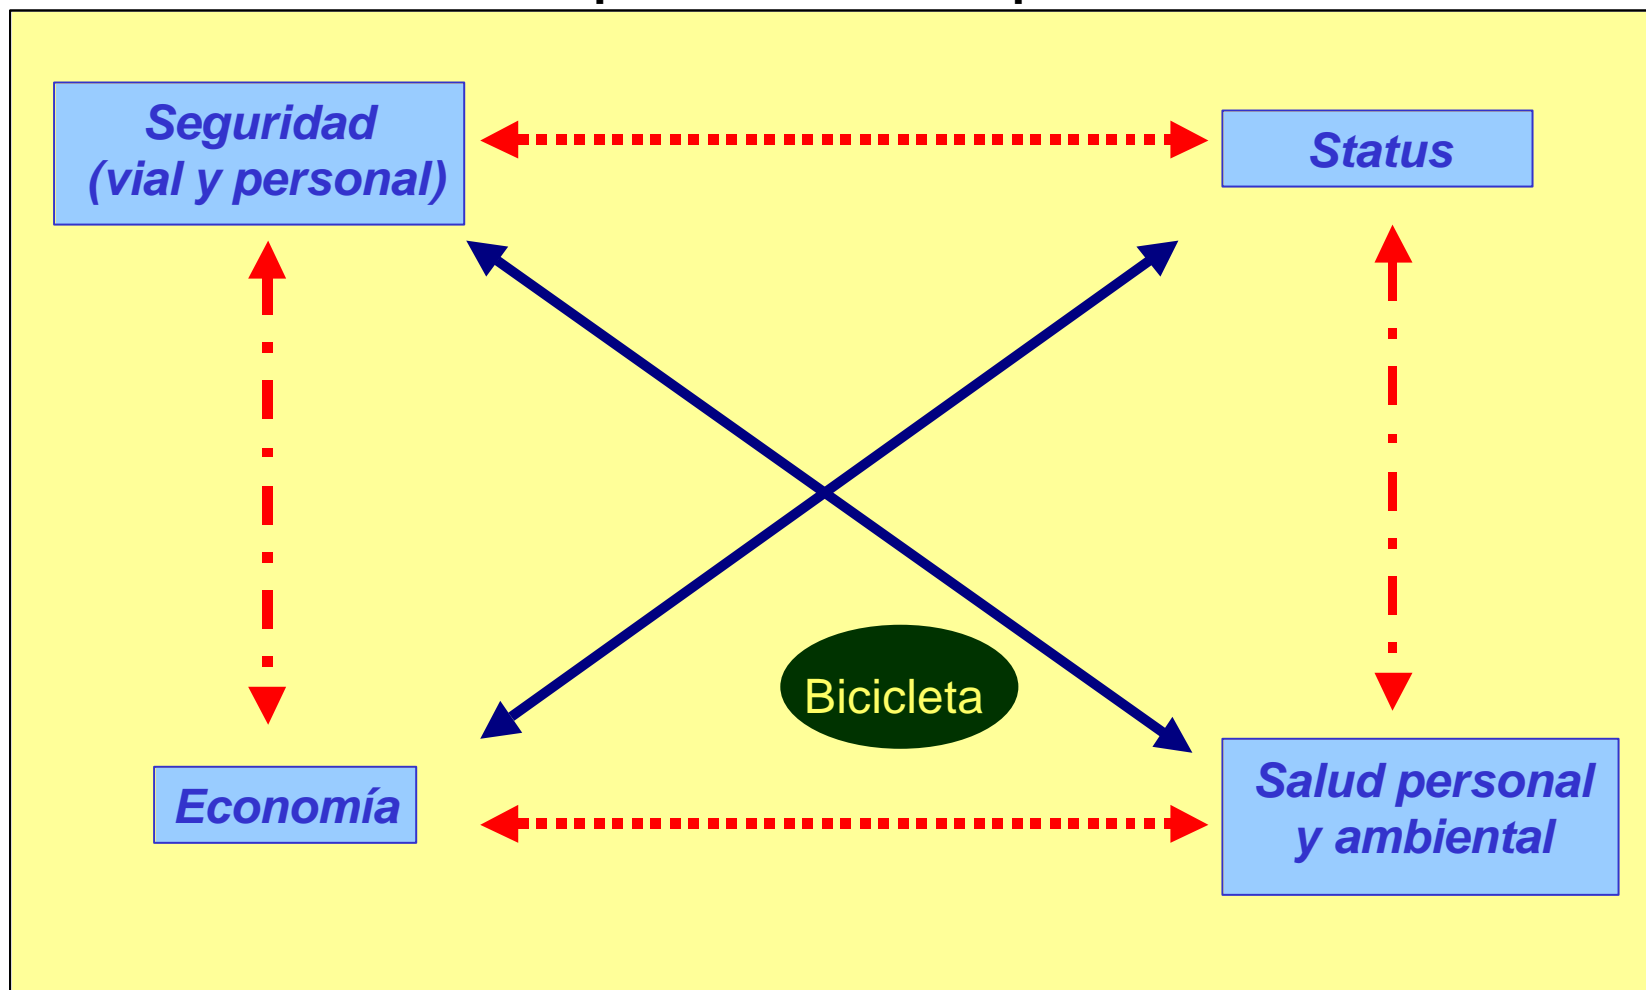 Seguridad
(vial y personal)
Status
Bicicleta
Economía
Salud personal
y ambiental